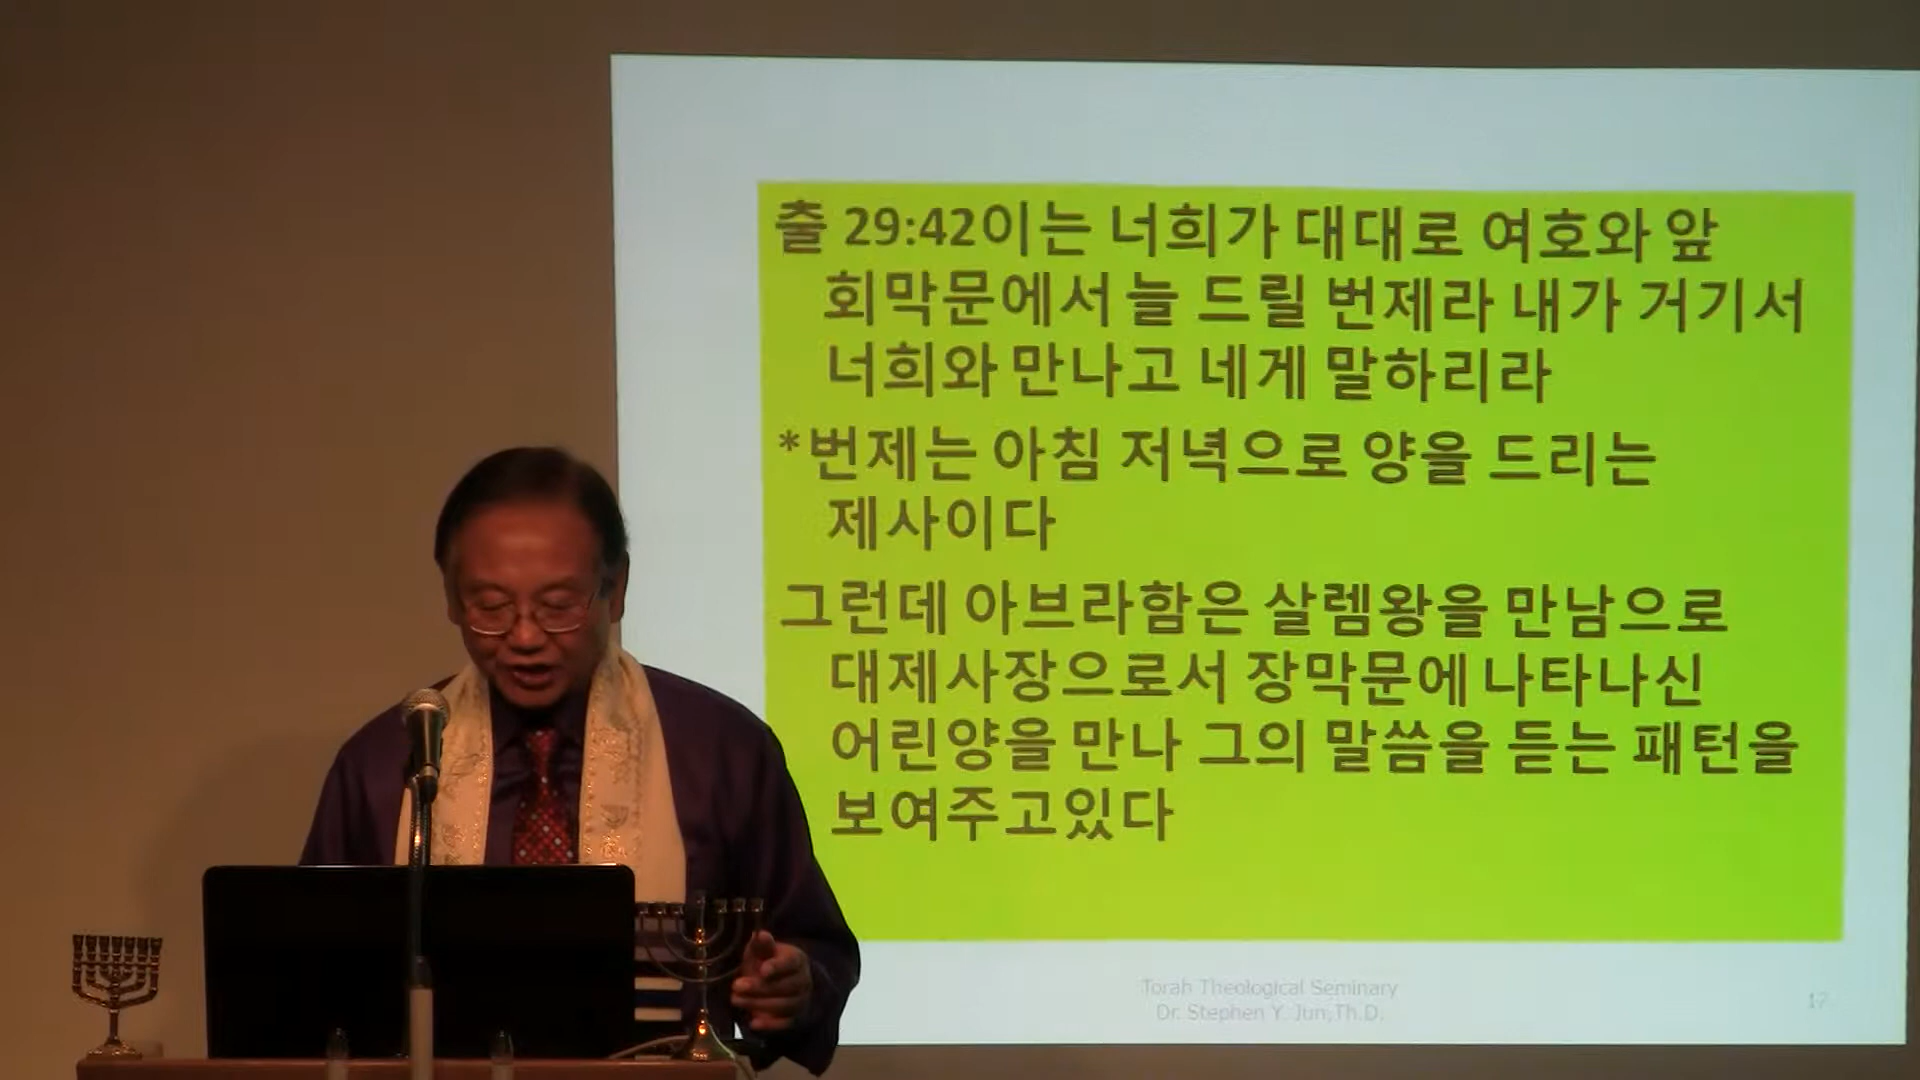 출 29:42이는 너희가 대대로 여호와 앞
회막문에서 늘 드릴 번제라 내가 거기서
너희와 만나고 네게 말하리라
*번제는 아침 저녁으로 양을 드리는
제사이다
그런데 아브라함은 살렘왕을 만남으로
대제사장으로서 장막문에 나타나신
어린양을 만나 그의 말씀을 듣는 패턴을
보여주고있다
Torah Theological Seminary
Dr. Stephen Y. Jun,Th.D.
17